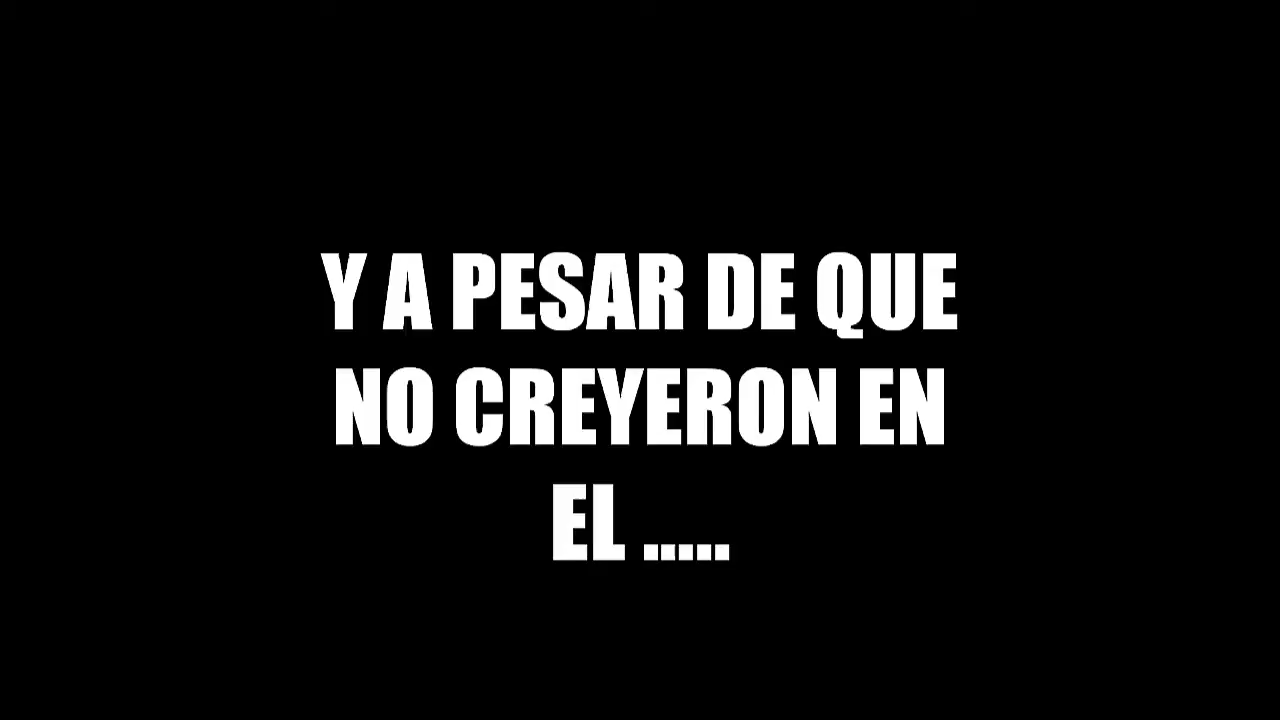 Y A PESAR DE QUE
NO CREYERON EN
EL .....